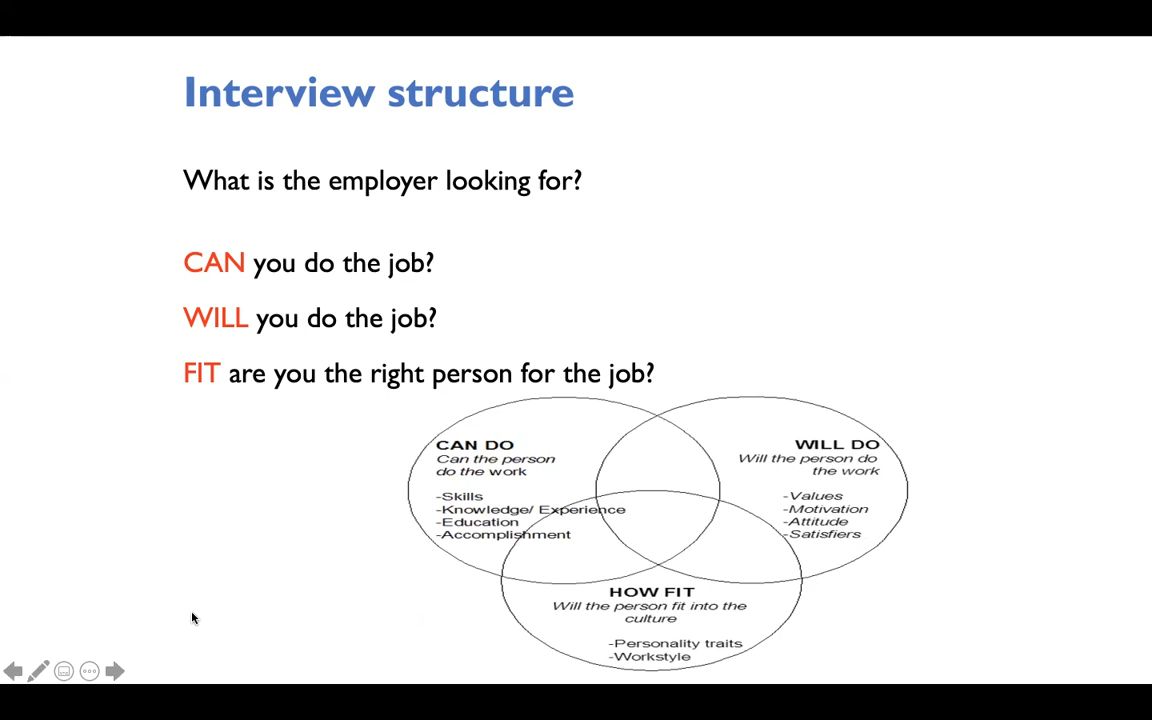 Interview structure
What is the employer looking for?
CAN you do the job?
WILL you do the job?
FIT are you the right person for the job?
CAN DO
Can the person
do the work
-Skills
-Knowledge/ Experience
-Education
-Accomplishment
WILL DO
Will the person do
the work
-Values
-Motivation
-Attitude
-Satisfiers
HOW FIT
Will the person fit into the
culture
-Personality traits
-Workstyle